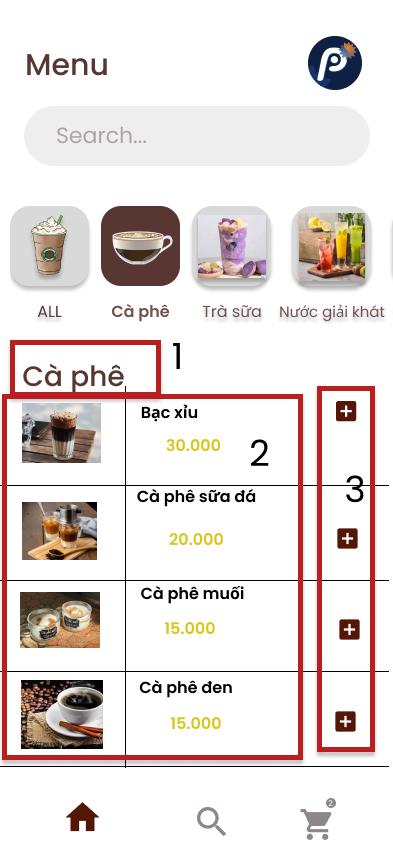 Menu
Search...
ALL
Cà phê
Trà sữa
Nước giải khát
Cà phê
1
Bạc xỉu
30.000
2
Cà phê sữa đá
3
20.000
Cà phê muối
15.000
Cà phê đen
15.000
2